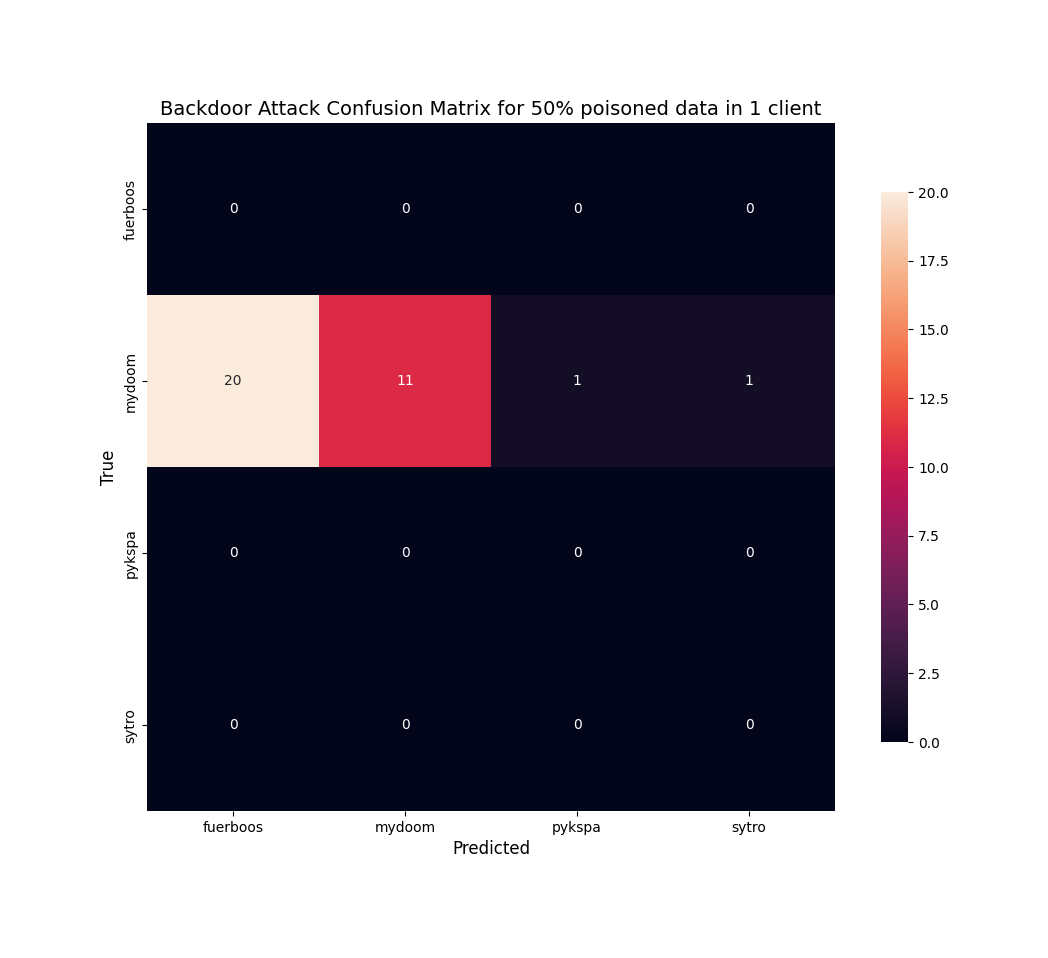 Backdoor Attack Confusion Matrix for 50% poisoned data in 1 client
fuerboos
0 0 0 0
mydoom
20 11 1 1
pykspa
0 0 0 0
sytro
0 0 0 0
True
fuerboos mydoom pykspa sytro
Predicted
20.0
17.5
15.0
12.5
10.0
7.5
5.0
2.5
0.0